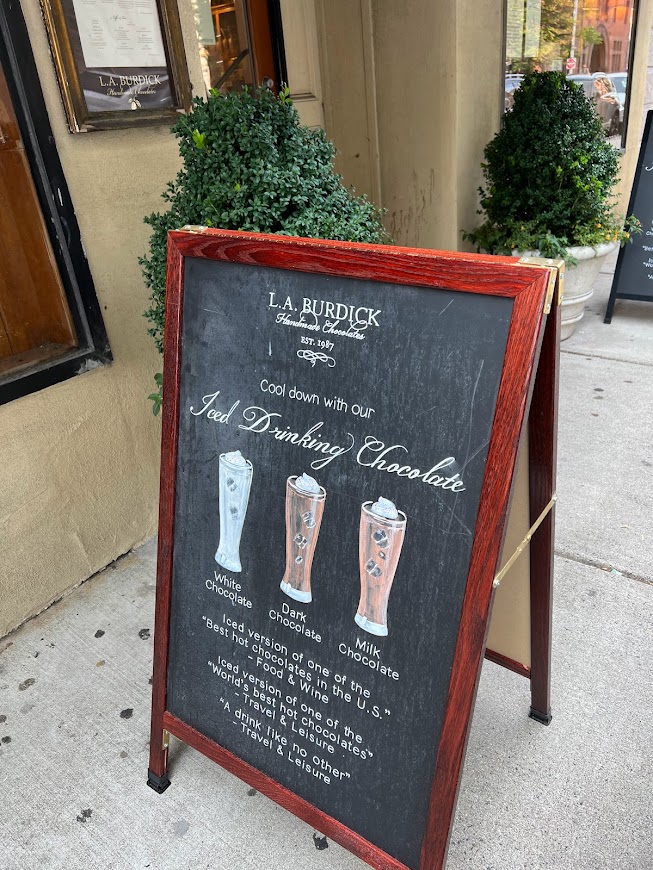 L.A. BURDICK
Handmade Chocolates
L.A. BURDICK
Handmade Chocolates
EST. 1987
Cool down with our
Iced Drinking Chocolate
White
Chocolate
Dark
Chocolate
Milk
Chocolate
Iced version of one of the
"Best hot chocolates in the U.S."
- Food & Wine
Iced version of one of the
"World's best hot chocolates"
- Travel & Leisure
"A drink like no other"
- Travel & Leisure